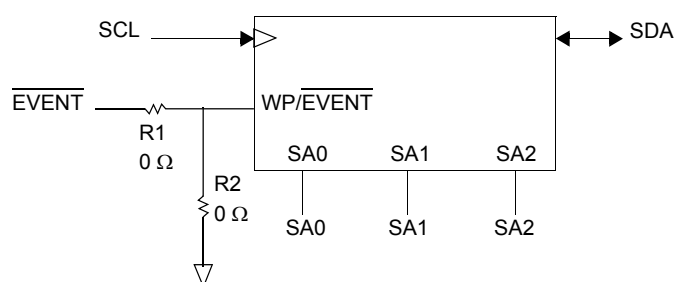 SCL
SDA
EVENT
WP/EVENT
R1
0 Ω
SA0 SA1 SA2
R2
0 Ω
SA0 SA1 SA2